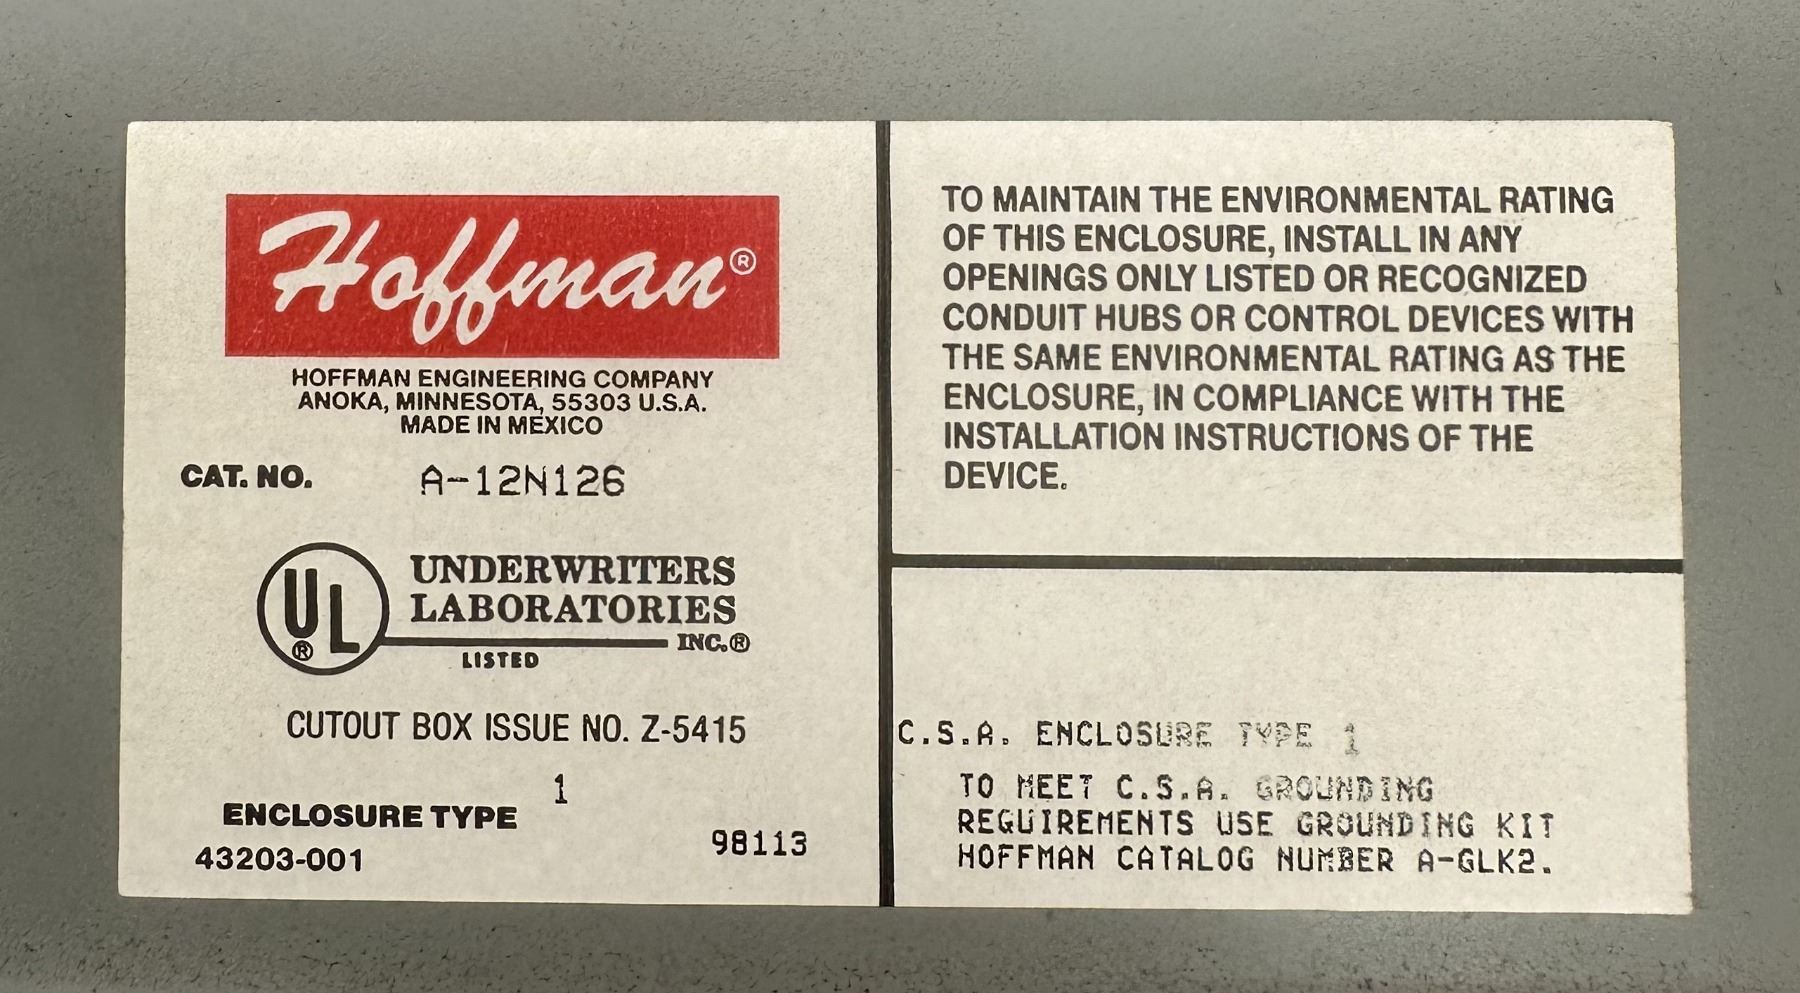 Hoffman®
HOFFMAN ENGINEERING COMPANY
ANOKA, MINNESOTA, 55303 U.S.A.
MADE IN MEXICO
CAT. NO. A-12N126
UL®
UNDERWRITERS
LABORATORIES
INC.®
LISTED
CUTOUT BOX ISSUE NO. Z-5415
ENCLOSURE TYPE 1
43203-001
98113
TO MAINTAIN THE ENVIRONMENTAL RATING
OF THIS ENCLOSURE, INSTALL IN ANY
OPENINGS ONLY LISTED OR RECOGNIZED
CONDUIT HUBS OR CONTROL DEVICES WITH
THE SAME ENVIRONMENTAL RATING AS THE
ENCLOSURE, IN COMPLIANCE WITH THE
INSTALLATION INSTRUCTIONS OF THE
DEVICE.
C.S.A. ENCLOSURE TYPE 1
TO MEET C.S.A. GROUNDING
REQUIREMENTS USE GROUNDING KIT
HOFFMAN CATALOG NUMBER A-GLK2.